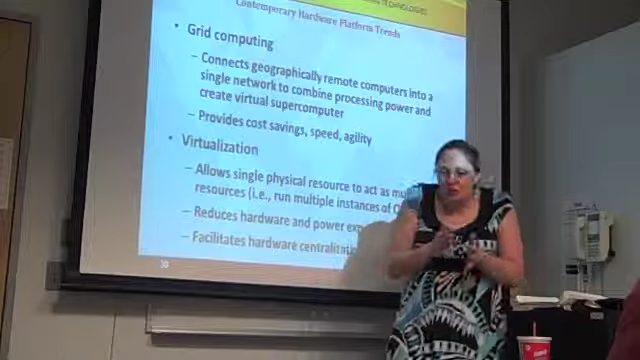 TECHNOLOGIES
Contemporary Hardware Platform Trends
• Grid computing
– Connects geographically remote computers into a
single network to combine processing power and
create virtual supercomputer
– Provides cost savings, speed, agility
• Virtualization
– Allows single physical resource to act as
resources (i.e., run multiple instances of
– Reduces hardware and power
– Facilitates hardware